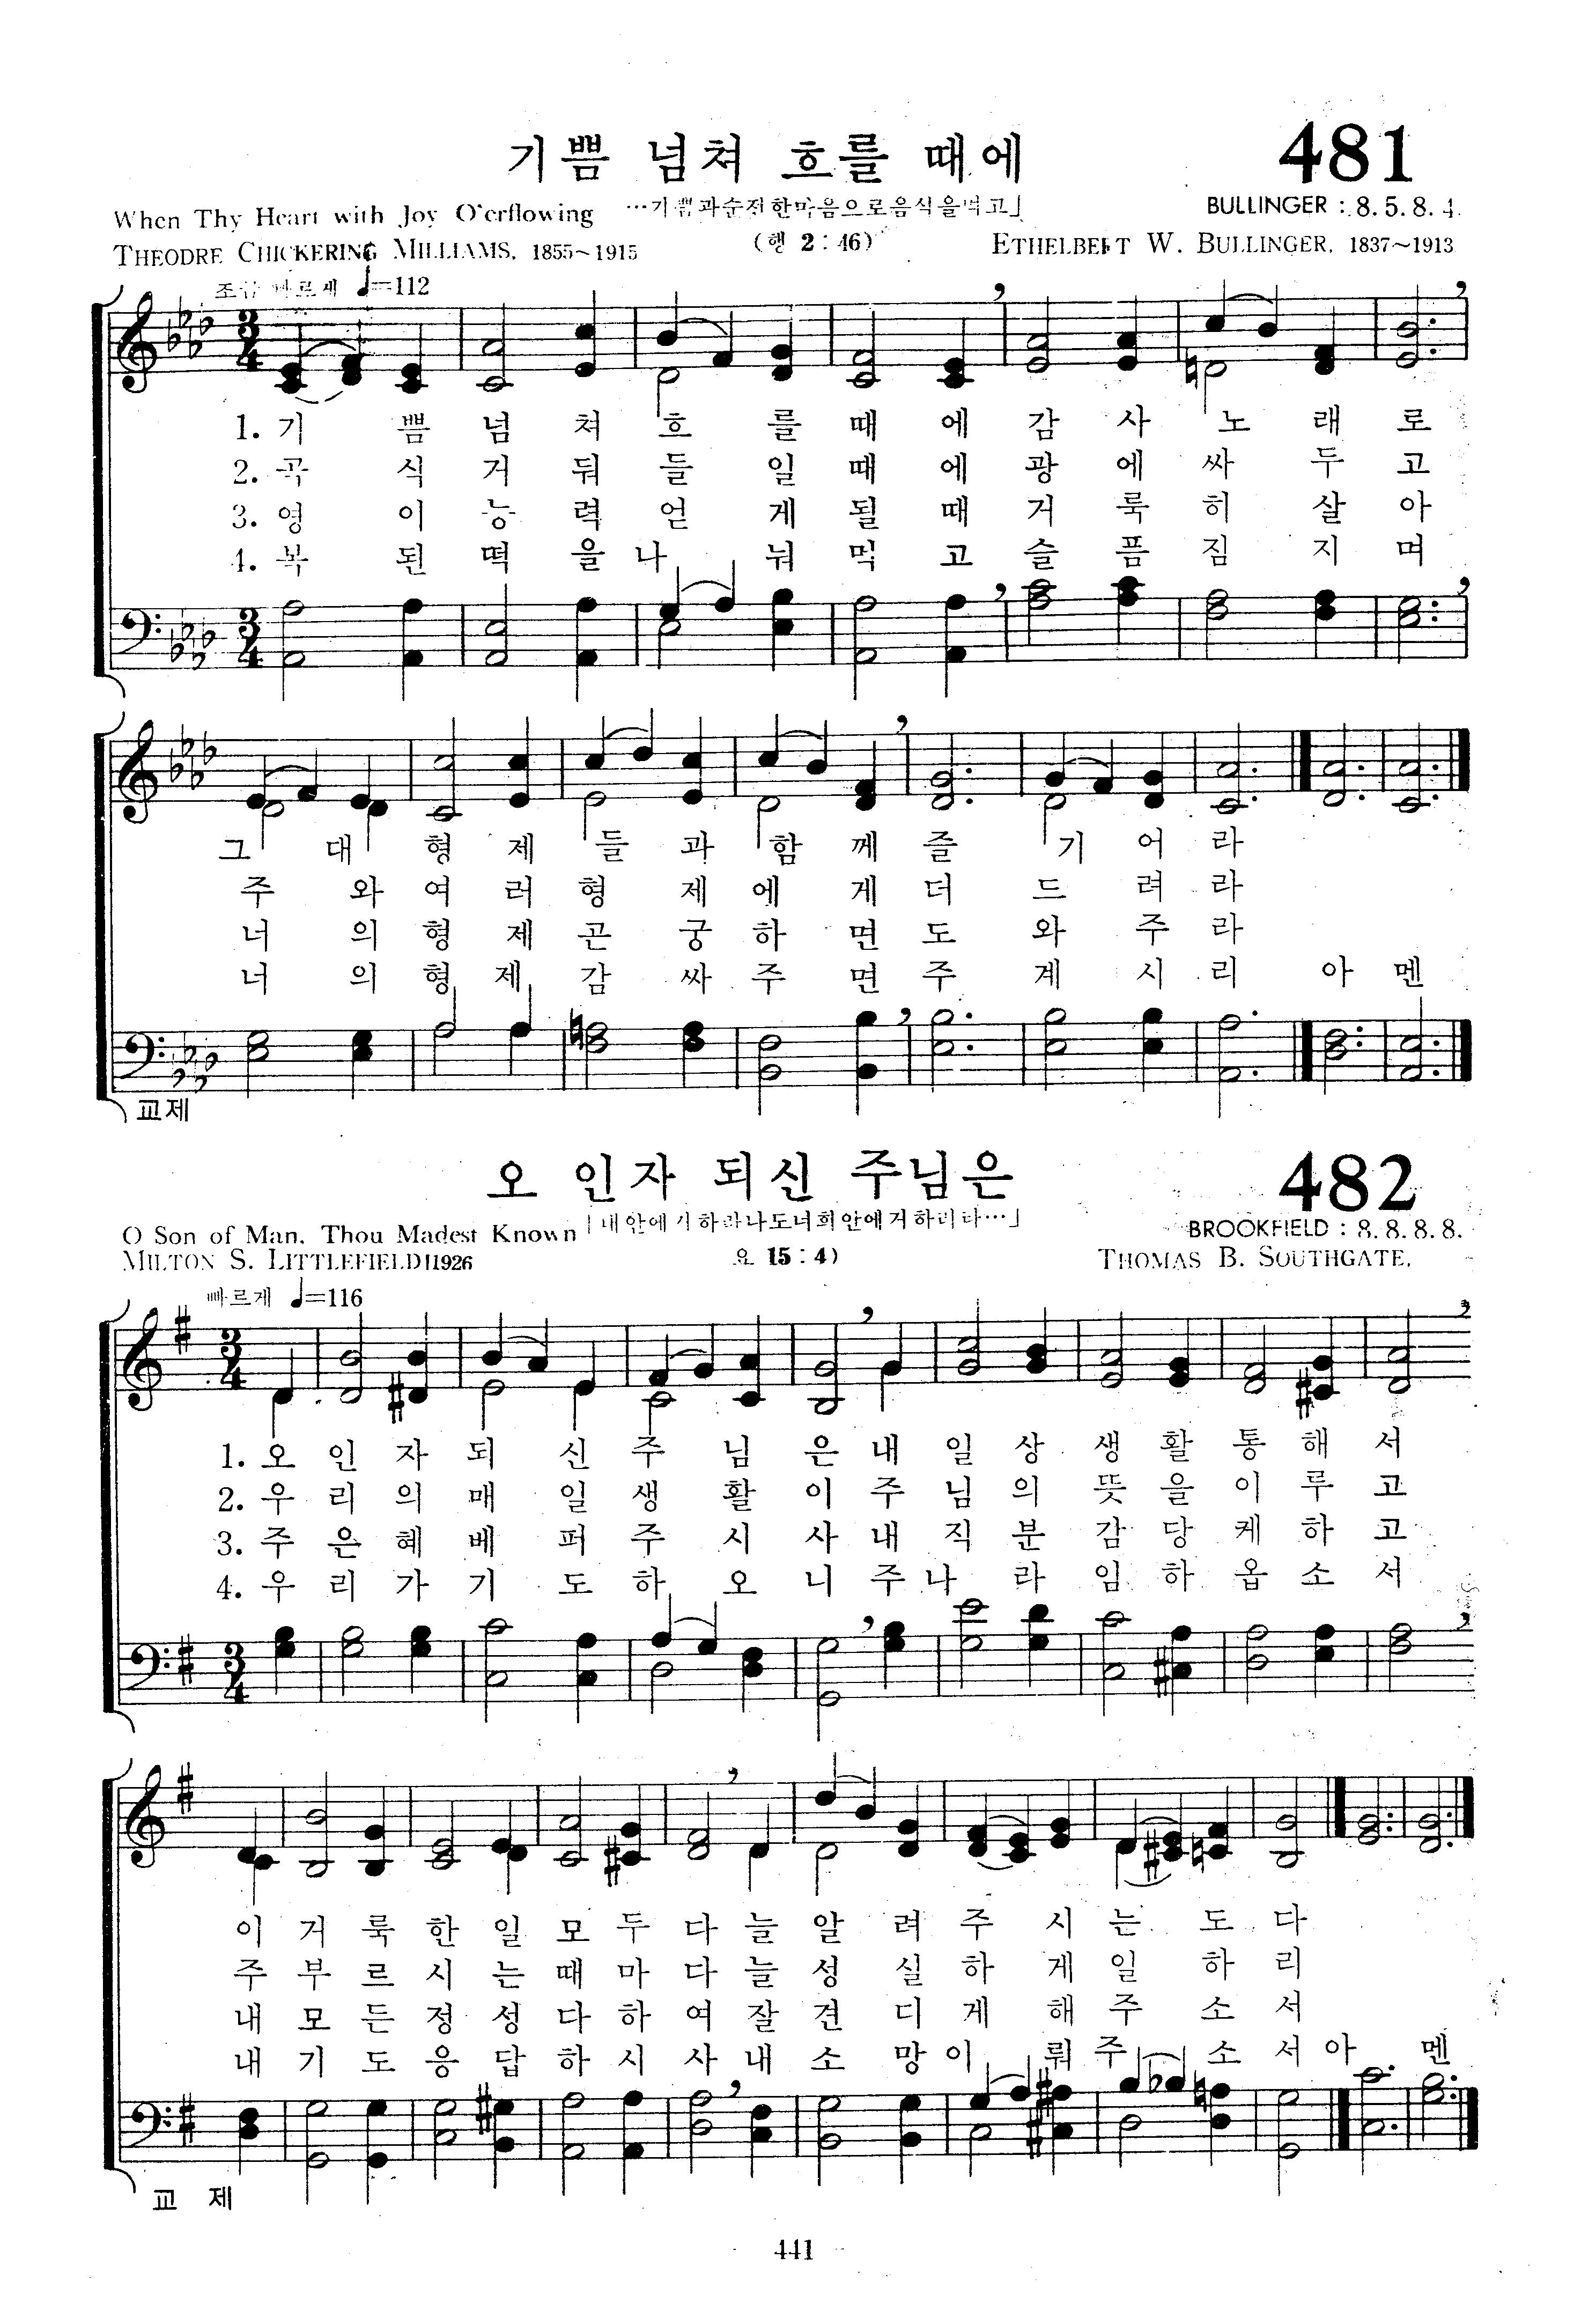 기쁨 넘쳐 흐를 때에
481
When Thy Heart with Joy O'erflowing
…기쁨과순전한마음으로음식을먹고」
BULLINGER : 8. 5. 8. 4.
THEODRE CHICKERING MILLIAMS, 1855~1915
(행 2 : 46)
ETHELBERT W. BULLINGER, 1837~1913
조금 빠르게 ♩=112
1. 기 쁨 넘 쳐 흐 를 때 에 감 사 노 래 로
2. 곡 식 거 둬 들 일 때 에 광 에 싸 두 고
3. 영 이 능 력 얻 게 될 때 거 룩 히 살 아
4. 복 된 떡 을 나 눠 먹 고 슬 픔 짐 지 며
그 대 형 제 들 과 함 께 즐 기 어 라
주 와 여 러 형 제 에 게 더 드 려 라
너 의 형 제 곤 궁 하 면 도 와 주 라
너 의 형 제 감 싸 주 면 주 계 시 리 아 멘
교제
오 인자 되신 주님은
482
O Son of Man, Thou Madest Known
「내안에거하라나도너희안에거하리라…」
BROOKFIELD : 8. 8. 8. 8.
MILTON S. LITTLEFIELD 1926
요 15 : 4)
THOMAS B. SOUTHGATE,
빠르게 ♩=116
1. 오 인 자 되 신 주 님 은 내 일 상 생 활 통 해 서
2. 우 리 의 매 일 생 활 이 주 님 의 뜻 을 이 루 고
3. 주 은 혜 베 퍼 주 시 사 내 직 분 감 당 케 하 고
4. 우 리 가 기 도 하 오 니 주 나 라 임 하 옵 소 서
이 거 룩 한 일 모 두 다 늘 알 려 주 시 는 도 다
주 부 르 시 는 때 마 다 늘 성 실 하 게 일 하 리
내 모 든 정 성 다 하 여 잘 견 디 게 해 주 소 서
내 기 도 응 답 하 시 사 내 소 망 이 뤄 주 소 서 아 멘
교 제
441